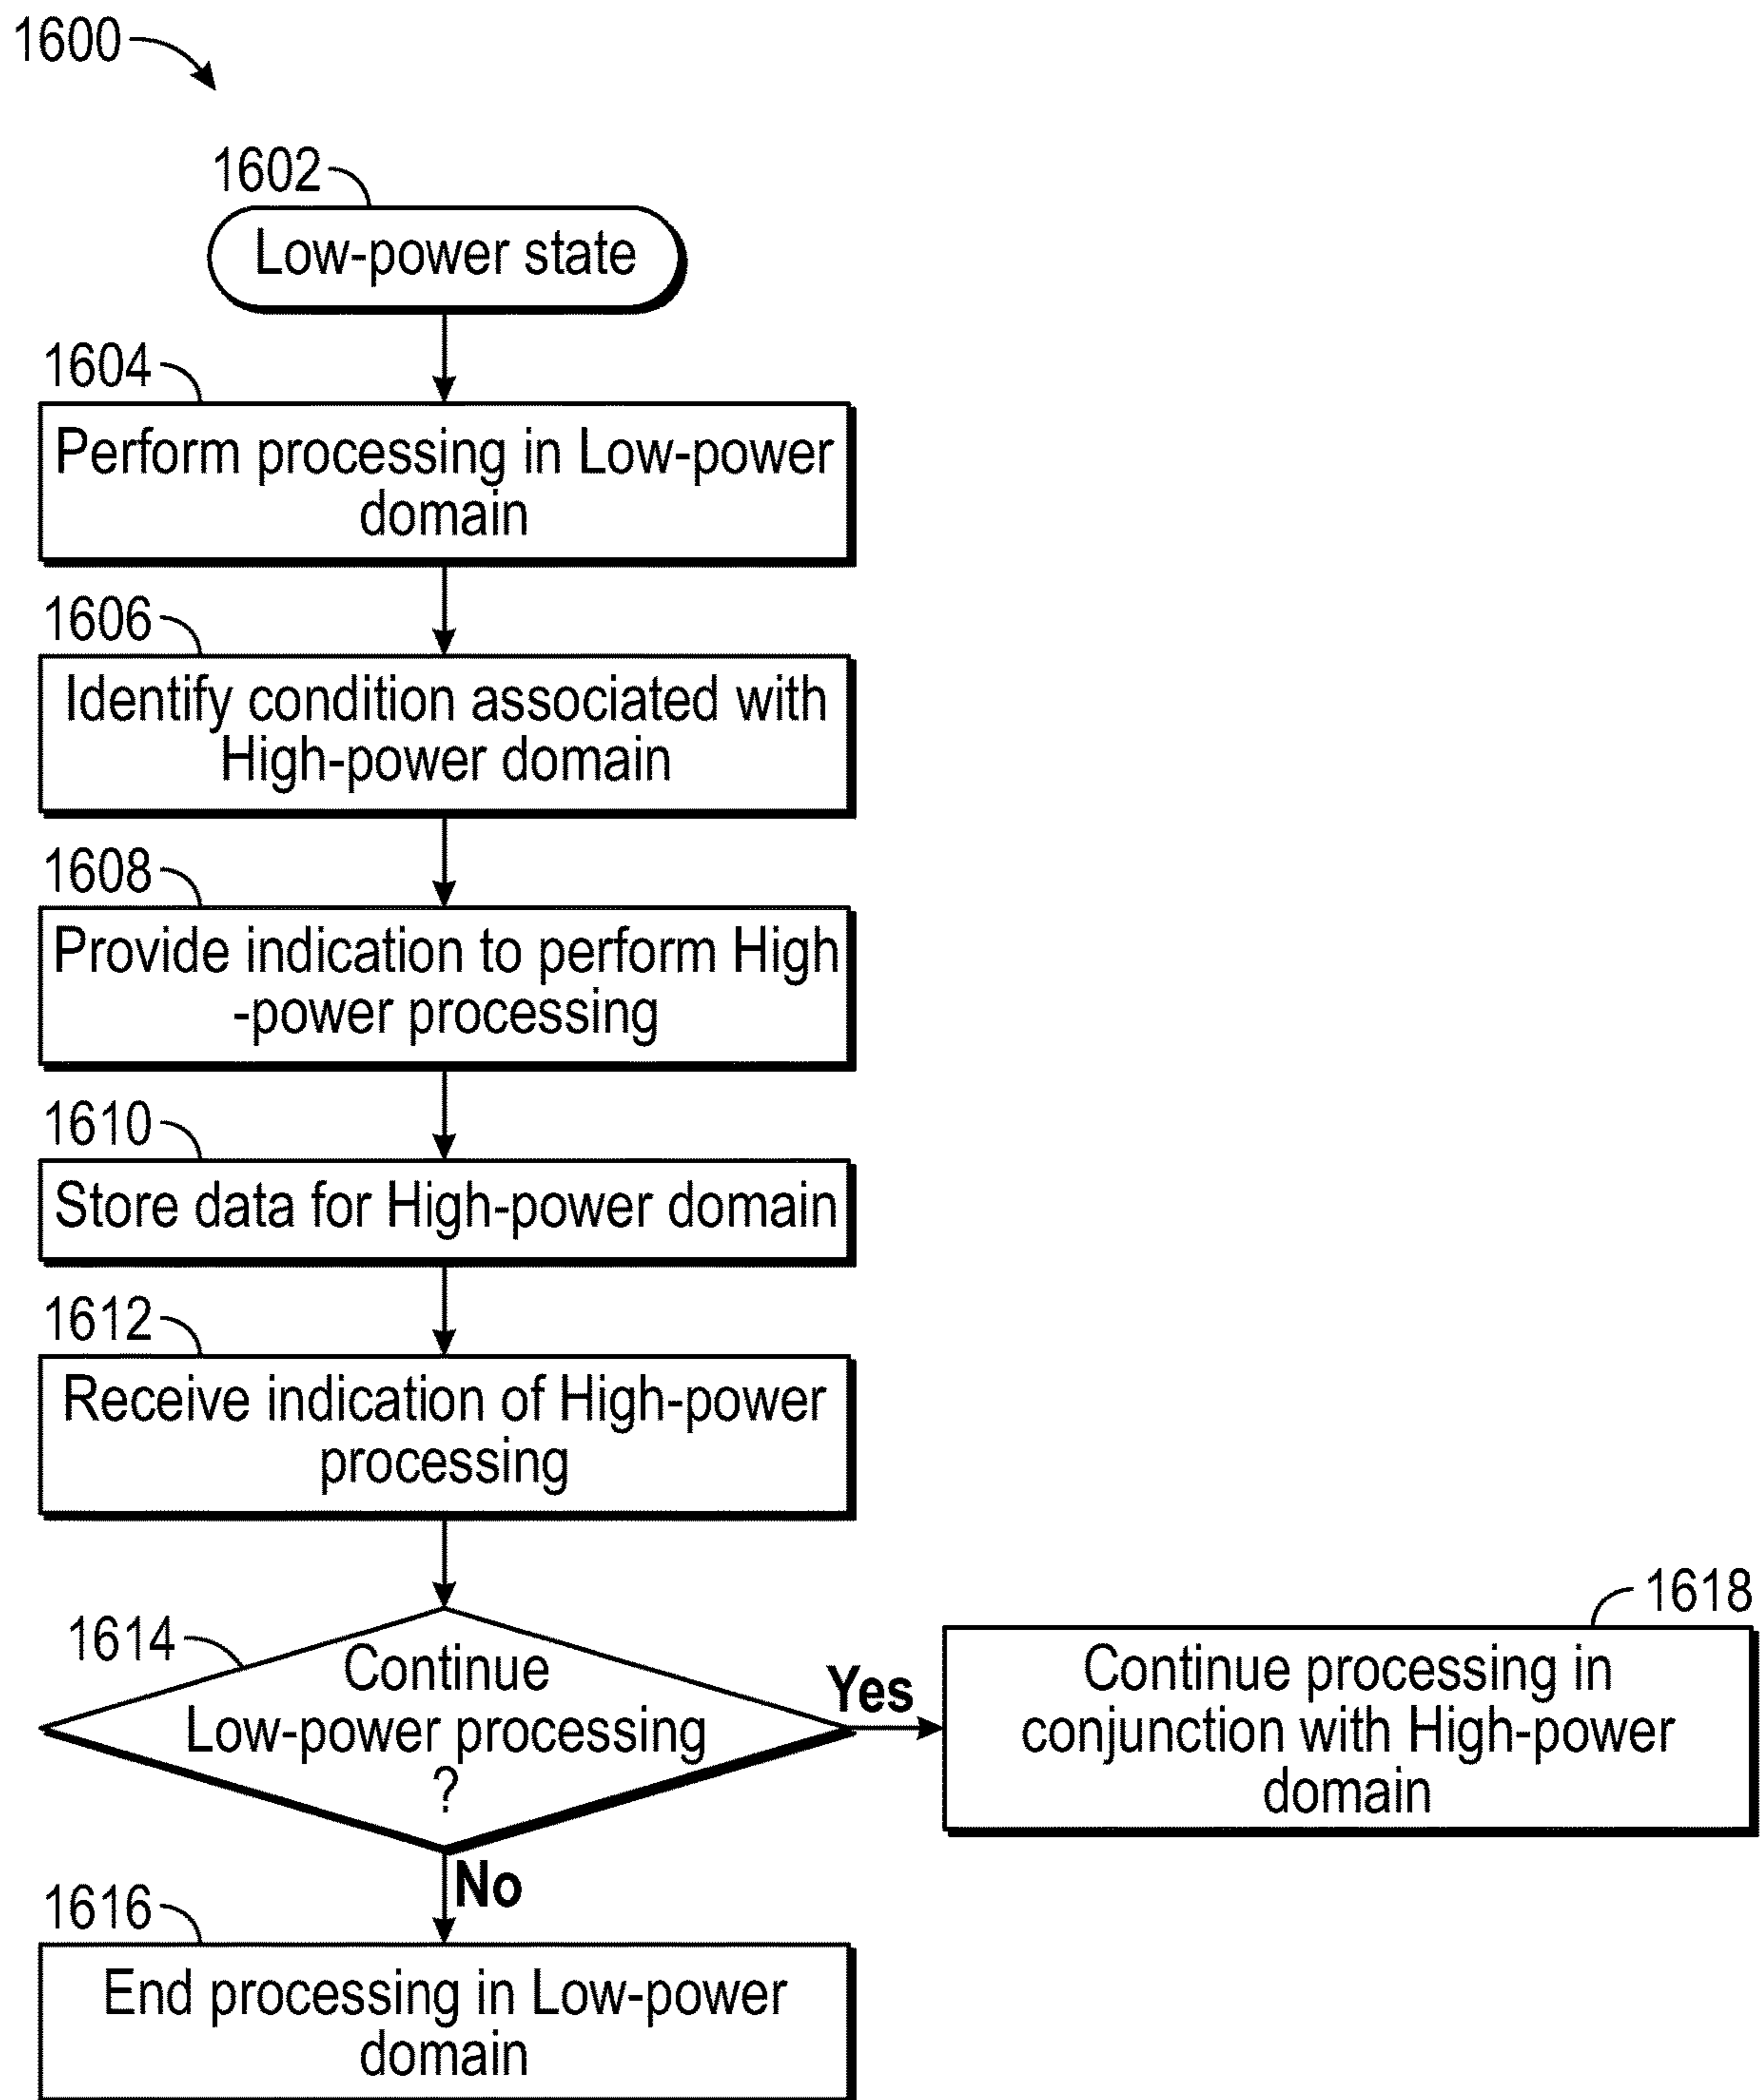 1600
1602
Low-power state
1604
Perform processing in Low-power
domain
1606
Identify condition associated with
High-power domain
1608
Provide indication to perform High
-power processing
1610
Store data for High-power domain
1612
Receive indication of High-power
processing
1614
Continue
Low-power processing
?
Yes
1618
Continue processing in
conjunction with High-power
domain
No
1616
End processing in Low-power
domain